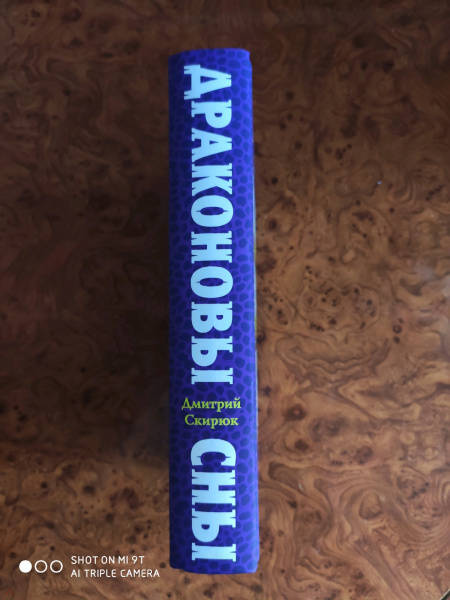 ДРАКОНОВЫ СНЫ
Дмитрий
Скирюк
SHOT ON MI 9T
AI TRIPLE CAMERA